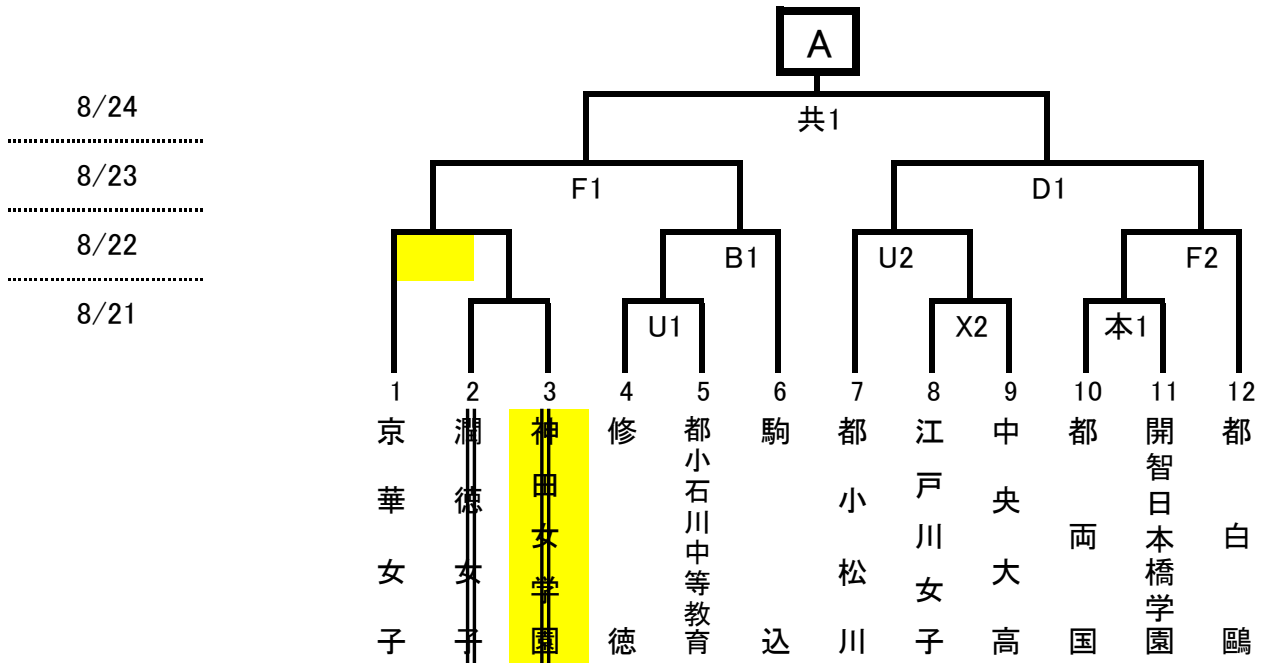 A
8/24
共1
8/23
F1
D1
8/22
B1
U2
F2
8/21
U1
X2
本1
1
2
3
4
5
6
7
8
9
10
11
12
京華女子
潤徳女子
神田女学園
修徳
都小石川中等教育
駒込
都小松川
江戸川女子
中央大高
都両国
開智日本橋学園
都白鷗